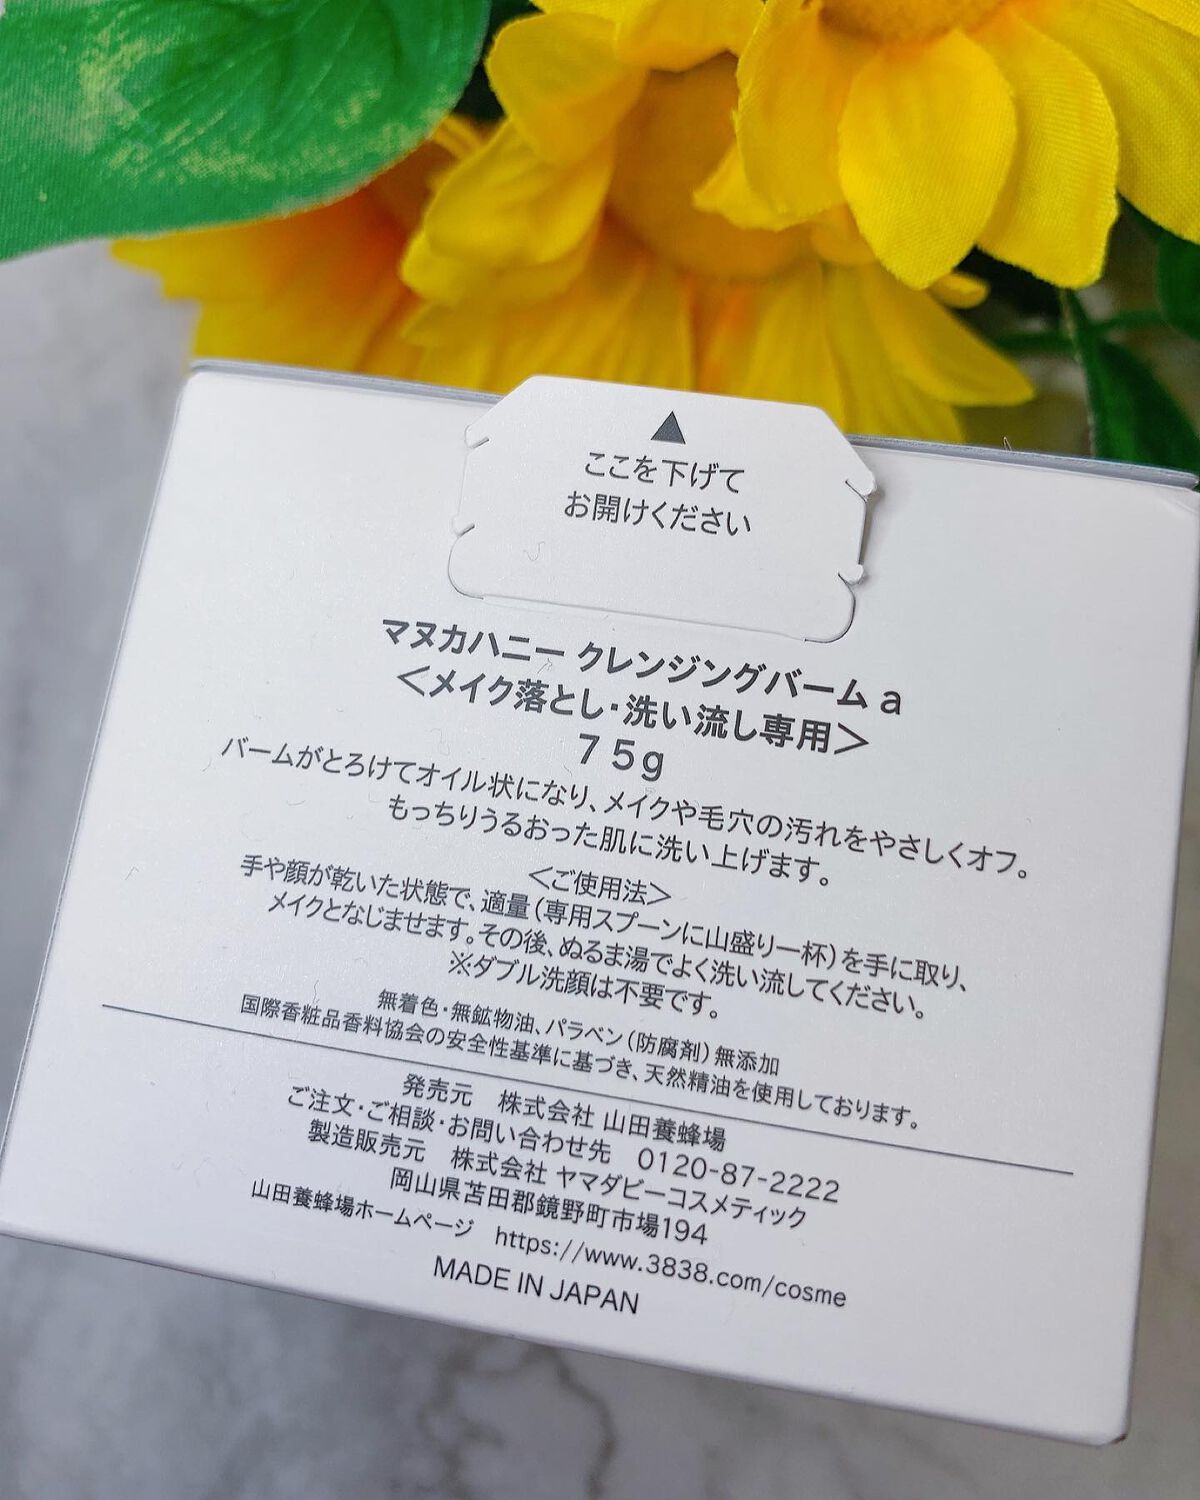 ▲
ここを下げて
お開けください
マヌカハニー クレンジングバーム a
＜メイク落とし・洗い流し専用＞
75g
バームがとろけてオイル状になり、メイクや毛穴の汚れをやさしくオフ。
もっちりうるおった肌に洗い上げます。
＜ご使用法＞
手や顔が乾いた状態で、適量（専用スプーンに山盛り一杯）を手に取り、
メイクとなじませます。その後、ぬるま湯でよく洗い流してください。
※ダブル洗顔は不要です。
無着色・無鉱物油、パラベン（防腐剤）無添加
国際香粧品香料協会の安全性基準に基づき、天然精油を使用しております。
発売元　株式会社 山田養蜂場
ご注文・ご相談・お問い合わせ先　0120-87-2222
製造販売元　株式会社 ヤマダビーコスメティック
岡山県苫田郡鏡野町市場194
山田養蜂場ホームページ　https://www.3838.com/cosme
MADE IN JAPAN